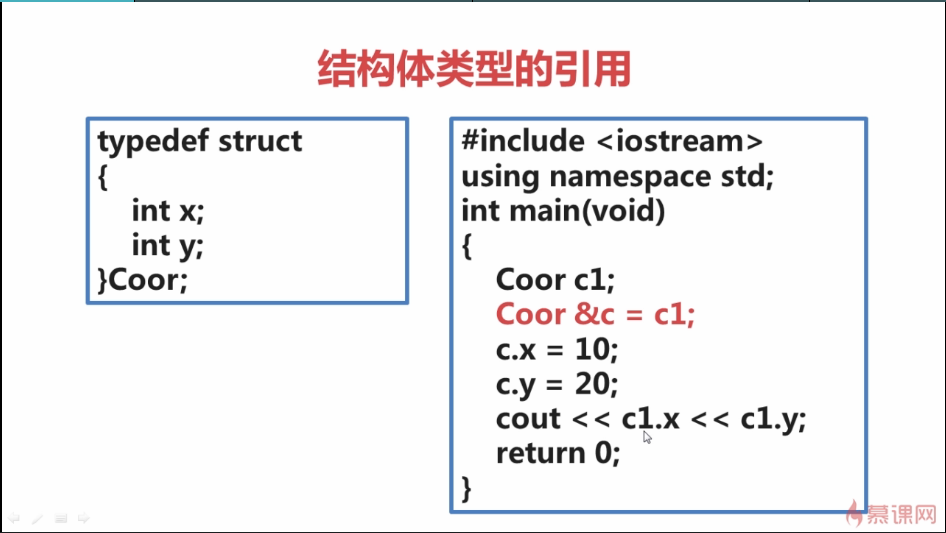 结构体类型的引用
typedef struct
{
int x;
int y;
}Coor;
#include <iostream>
using namespace std;
int main(void)
{
Coor c1;
Coor &c = c1;
c.x = 10;
c.y = 20;
cout << c1.x << c1.y;
return 0;
}
慕课网